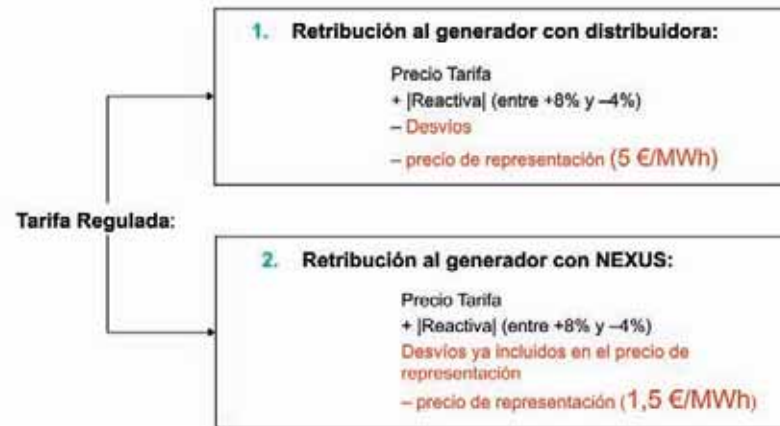 1. Retribución al generador con distribuidora:
Precio Tarifa
+ |Reactiva| (entre +8% y –4%)
– Desvíos
– precio de representación (5 €/MWh)
Tarifa Regulada:
2. Retribución al generador con NEXUS:
Precio Tarifa
+ |Reactiva| (entre +8% y –4%)
Desvíos ya incluidos en el precio de
representación
– precio de representación (1,5 €/MWh)